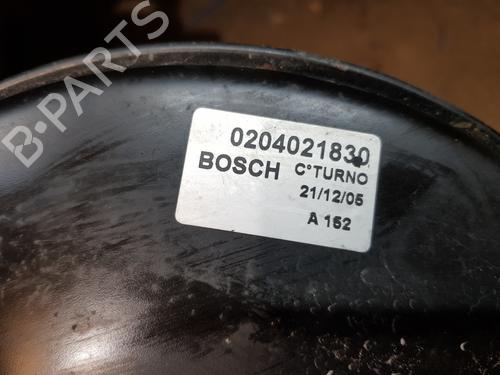 B-PARTS
0204021830
BOSCH C°TURNO
21/12/05
A 152